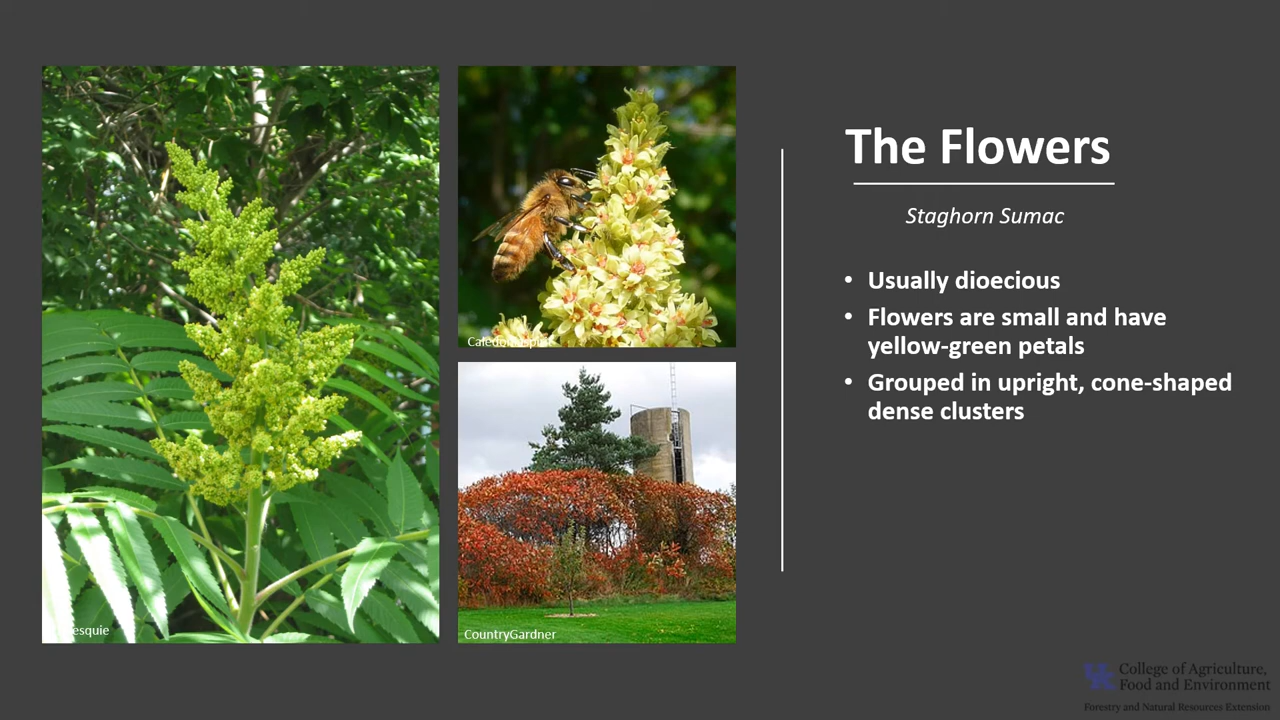 The Flowers
Staghorn Sumac
• Usually dioecious
• Flowers are small and have
yellow-green petals
• Grouped in upright, cone-shaped
dense clusters
CountryGardner
College of Agriculture,
Food and Environment
Forestry and Natural Resources Extension